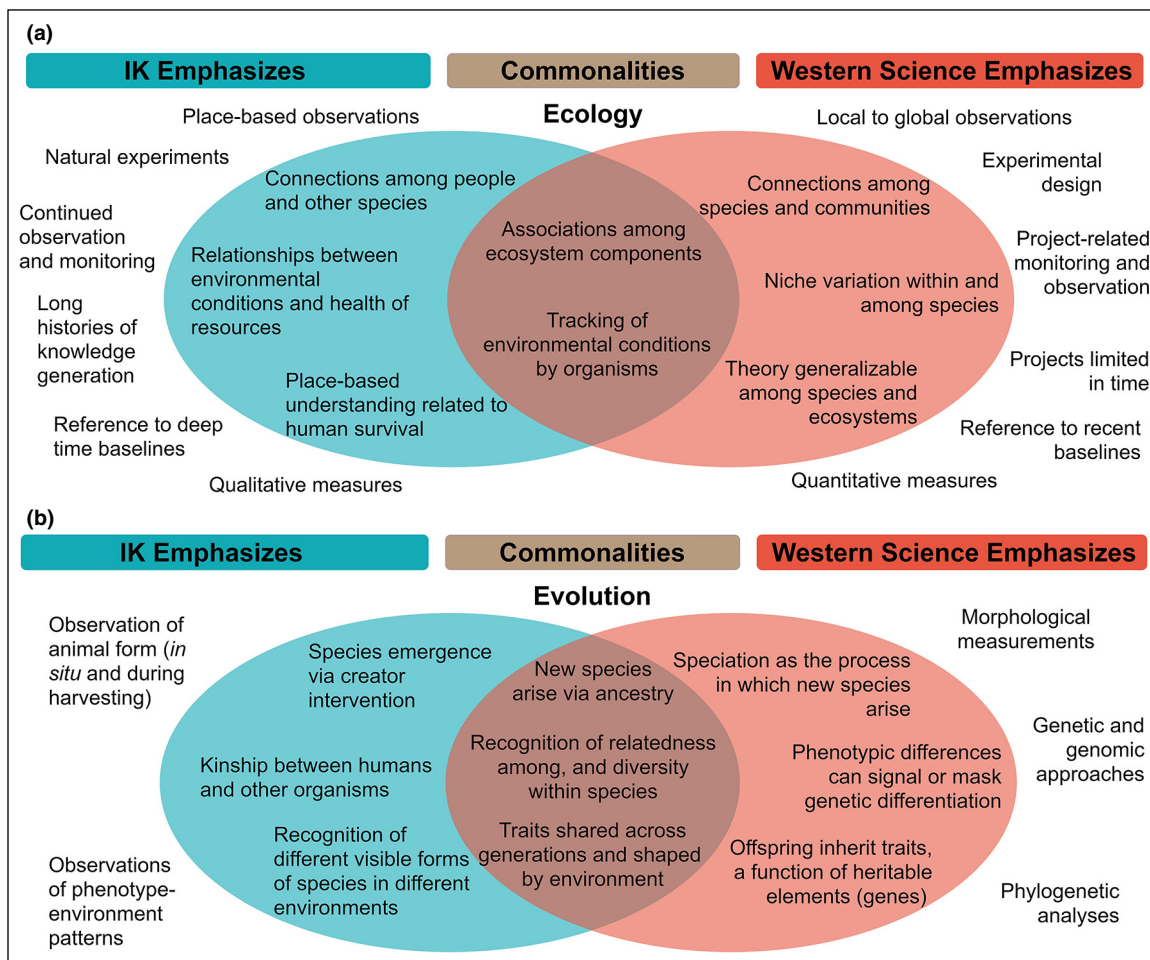 (a)
IK Emphasizes
Commonalities
Western Science Emphasizes
Ecology
Place-based observations
Natural experiments
Continued
observation
and monitoring
Long
histories of
knowledge
generation
Reference to deep
time baselines
Qualitative measures
Connections among people
and other species
Relationships between
environmental
conditions and health of
resources
Place-based
understanding related to
human survival
Associations among
ecosystem components
Tracking of
environmental conditions
by organisms
Connections among
species and communities
Niche variation within and
among species
Theory generalizable
among species and
ecosystems
Local to global observations
Experimental
design
Project-related
monitoring and
observation
Projects limited
in time
Reference to recent
baselines
Quantitative measures
(b)
IK Emphasizes
Commonalities
Western Science Emphasizes
Evolution
Observation of
animal form (in
situ and during
harvesting)
Observations
of phenotype-
environment
patterns
Species emergence
via creator
intervention
Kinship between humans
and other organisms
Recognition of
different visible forms
of species in different
environments
New species
arise via ancestry
Recognition of relatedness
among, and diversity
within species
Traits shared across
generations and shaped
by environment
Speciation as the process
in which new species
arise
Phenotypic differences
can signal or mask
genetic differentiation
Offspring inherit traits,
a function of heritable
elements (genes)
Morphological
measurements
Genetic and
genomic
approaches
Phylogenetic
analyses